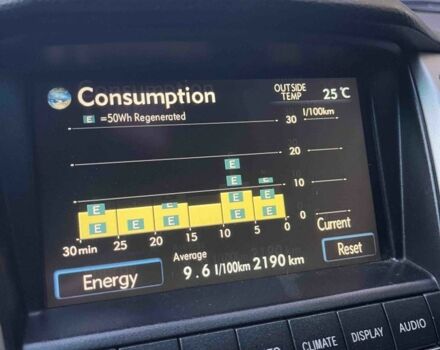 Consumption
OUTSIDE TEMP 25℃
E =50Wh Regenerated
30 l/100km
20
10
0
E E E E E E E E E E
30 min 25 20 15 10 5 0
Current
Average
9.6 l/100km 2190 km
Energy
Reset
CLIMATE
DISPLAY
AUDIO